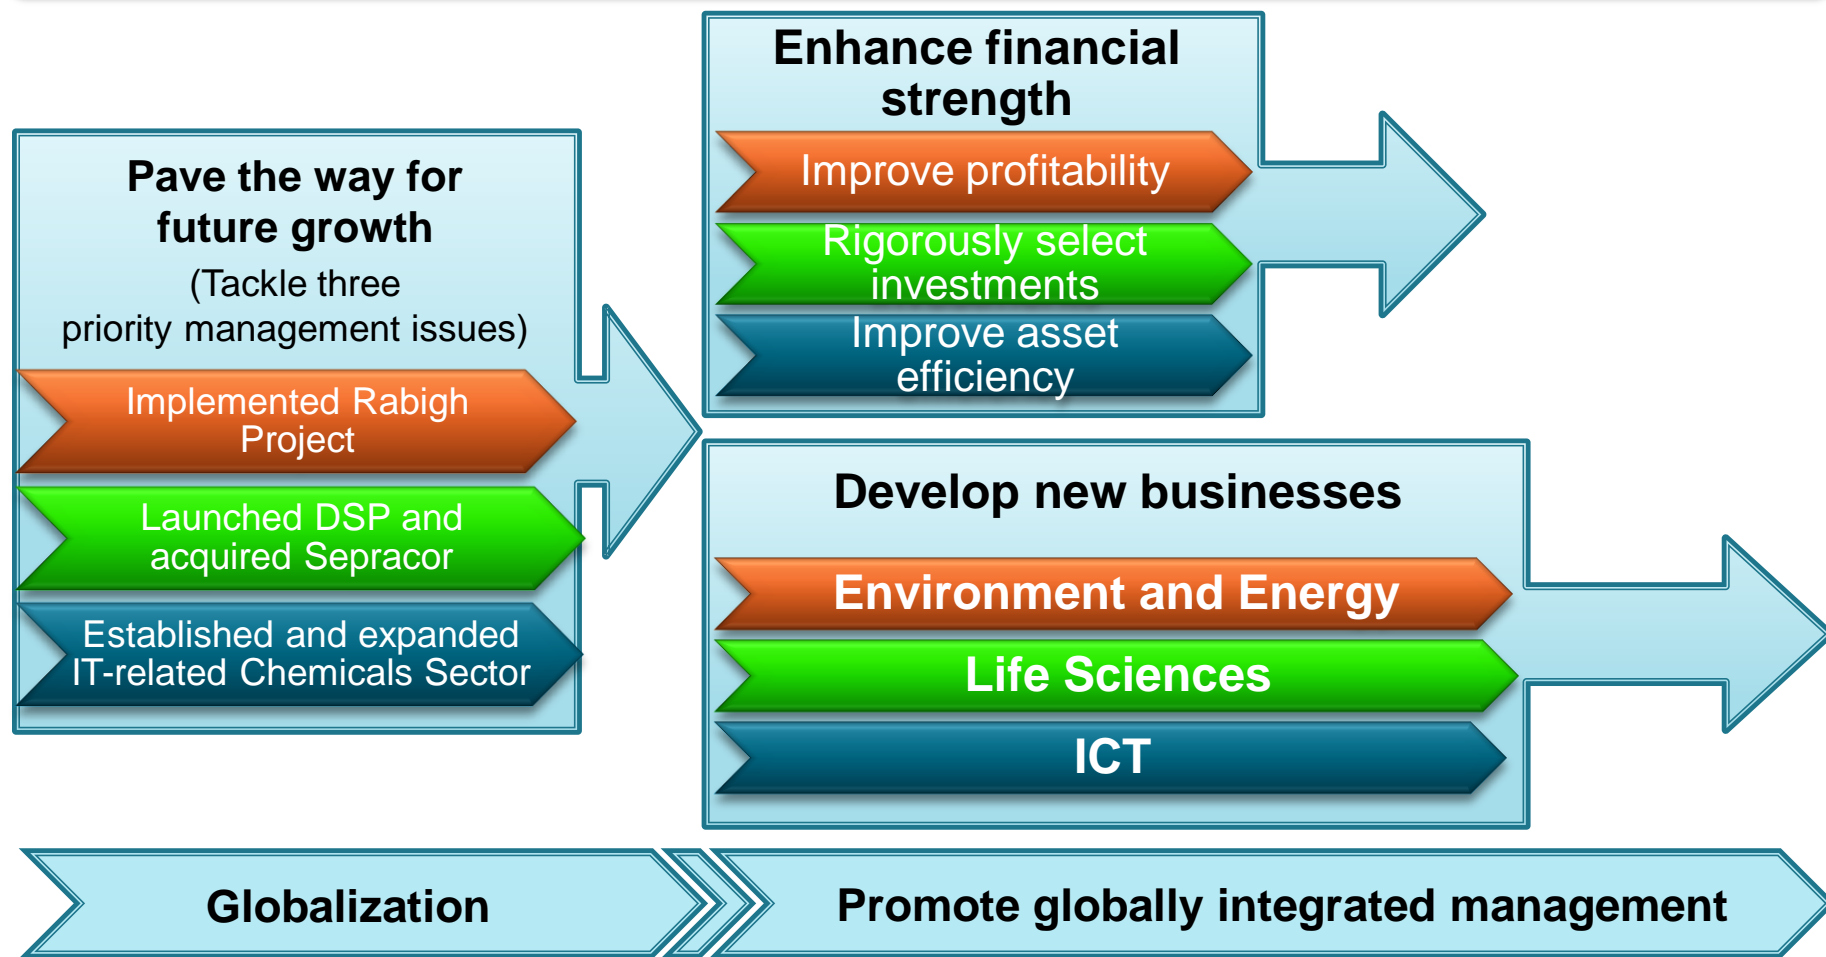 Pave the way for
future growth
(Tackle three
priority management issues)
Implemented Rabigh
Project
Launched DSP and
acquired Sepracor
Established and expanded
IT-related Chemicals Sector
Enhance financial
strength
Improve profitability
Rigorously select
investments
Improve asset
efficiency
Develop new businesses
Environment and Energy
Life Sciences
ICT
Globalization
Promote globally integrated management